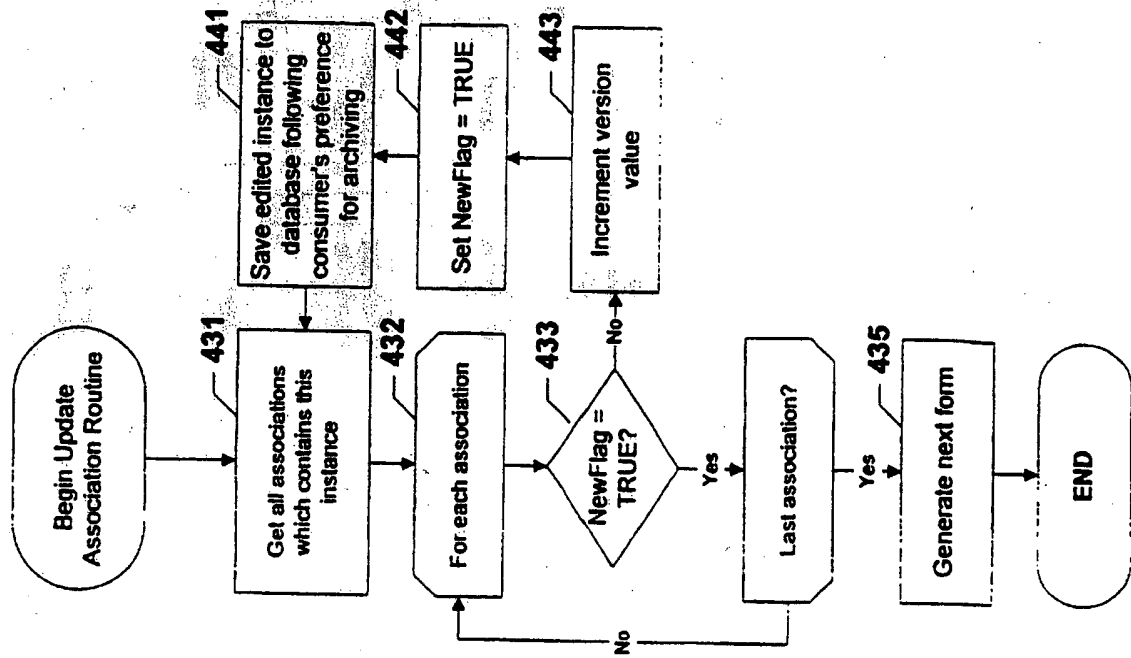 Begin Update
Association Routine
431
Get all associations
which contains this
instance
432
For each association
433
NewFlag =
TRUE?
No
Yes
Last association?
No
Yes
435
Generate next form
END
441
Save edited instance to
database following
consumer's preference
for archiving
442
Set NewFlag = TRUE
443
Increment version
value